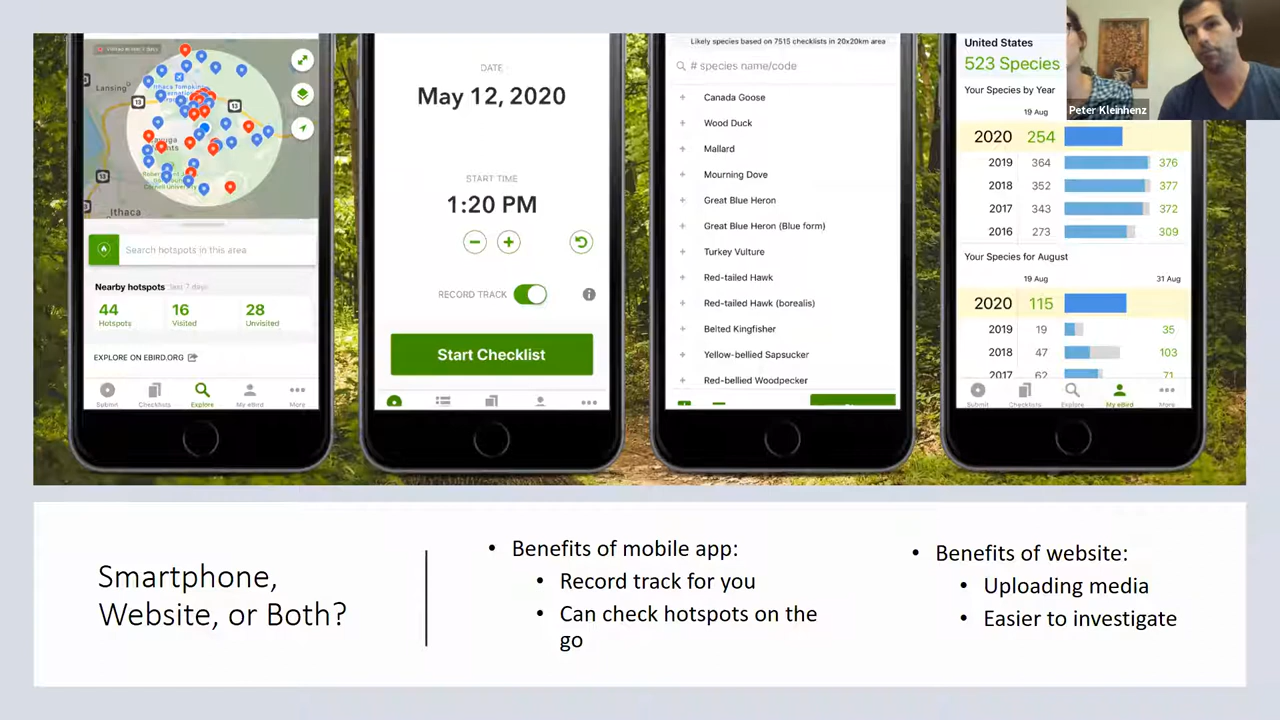 Lansing
13
13
13
13
Ithaca
Search hotspots in this area
Nearby hotspots last 7 days
44
16
28
Hotspots
Visited
Unvisited
EXPLORE ON EBIRD.ORG
Submit
Checklists
Explore
My eBird
More
DATE
May 12, 2020
START TIME
1:20 PM
RECORD TRACK
Start Checklist
Likely species based on 7515 checklists in 20x20km area
# species name/code
+ Canada Goose
+ Wood Duck
+ Mallard
+ Mourning Dove
+ Great Blue Heron
+ Great Blue Heron (Blue form)
+ Turkey Vulture
+ Red-tailed Hawk
+ Red-tailed Hawk (borealis)
+ Belted Kingfisher
+ Yellow-bellied Sapsucker
+ Red-bellied Woodpecker
United States
523 Species
Your Species by Year
19 Aug
2020 254
2019 364 376
2018 352 377
2017 343 372
2016 273 309
Your Species for August
19 Aug 31 Aug
2020 115
2019 19 35
2018 47 103
2017 62
Submit
Checklists
Explore
My eBird
More
Peter Kleinhenz
Smartphone,
Website, or Both?
• Benefits of mobile app:
• Record track for you
• Can check hotspots on the
go
• Benefits of website:
• Uploading media
• Easier to investigate